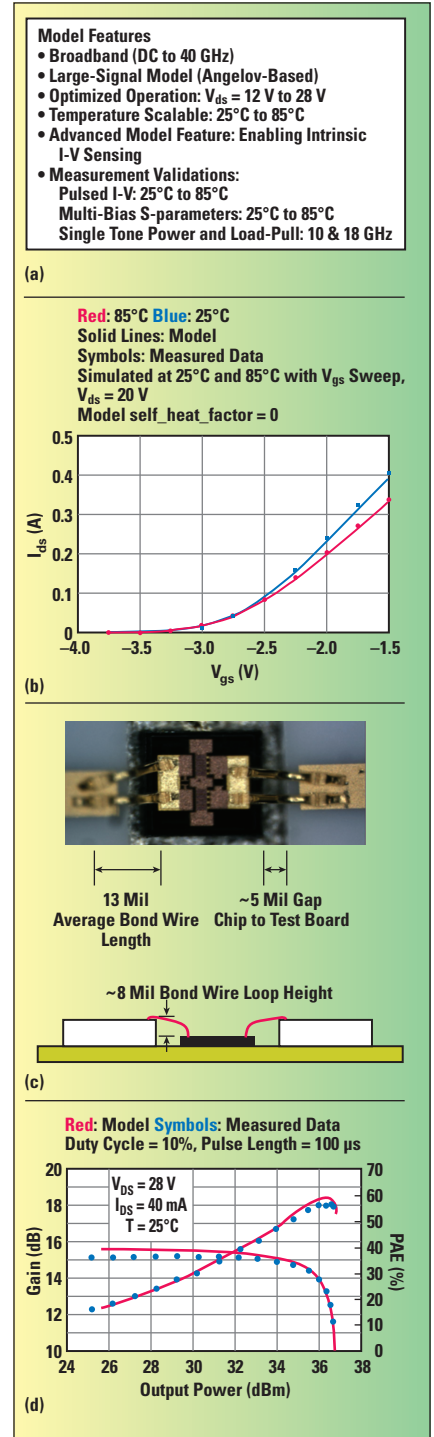 Model Features
• Broadband (DC to 40 GHz)
• Large-Signal Model (Angelov-Based)
• Optimized Operation: Vds = 12 V to 28 V
• Temperature Scalable: 25°C to 85°C
• Advanced Model Feature: Enabling Intrinsic
I-V Sensing
• Measurement Validations:
Pulsed I-V: 25°C to 85°C
Multi-Bias S-parameters: 25°C to 85°C
Single Tone Power and Load-Pull: 10 & 18 GHz
(a)
Red: 85°C Blue: 25°C
Solid Lines: Model
Symbols: Measured Data
Simulated at 25°C and 85°C with Vgs Sweep,
Vds = 20 V
Model self_heat_factor = 0
0.5
0.4
0.3
0.2
0.1
0
Ids (A)
–4.0 –3.5 –3.0 –2.5 –2.0 –1.5
Vgs (V)
(b)
13 Mil
Average Bond Wire
Length
~5 Mil Gap
Chip to Test Board
~8 Mil Bond Wire Loop Height
(c)
Red: Model Symbols: Measured Data
Duty Cycle = 10%, Pulse Length = 100 µs
VDS = 28 V
IDS = 40 mA
T = 25°C
20
18
16
14
12
10
Gain (dB)
70
60
50
40
30
20
10
0
PAE (%)
24 26 28 30 32 34 36 38
Output Power (dBm)
(d)